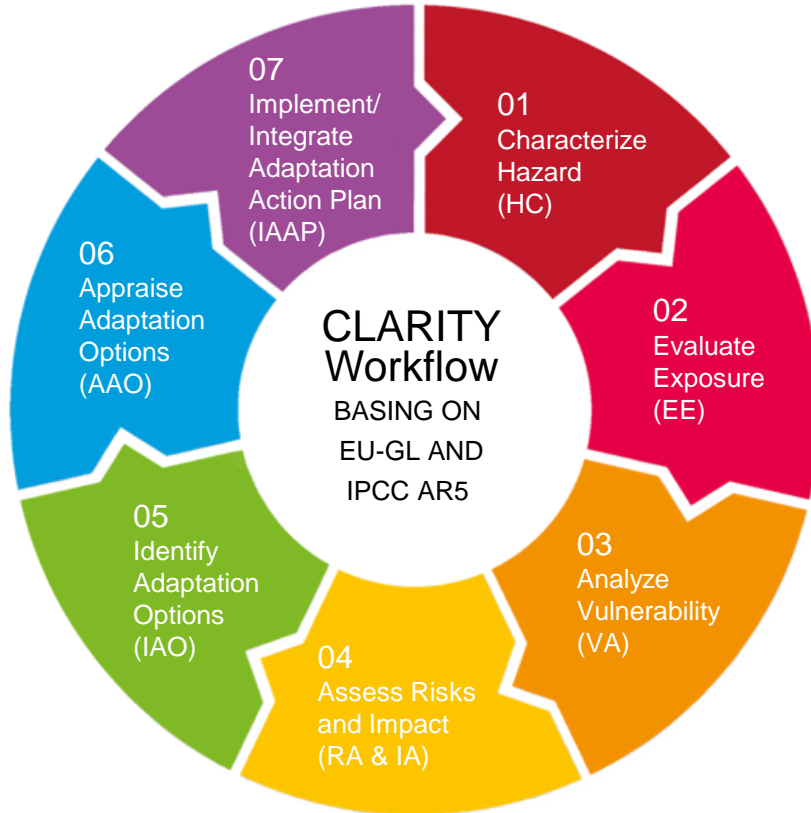 CLARITY
Workflow
BASING ON
EU-GL AND
IPCC AR5
01
Characterize
Hazard
(HC)
02
Evaluate
Exposure
(EE)
03
Analyze
Vulnerability
(VA)
04
Assess Risks
and Impact
(RA & IA)
05
Identify
Adaptation
Options
(IAO)
06
Appraise
Adaptation
Options
(AAO)
07
Implement/
Integrate
Adaptation
Action Plan
(IAAP)